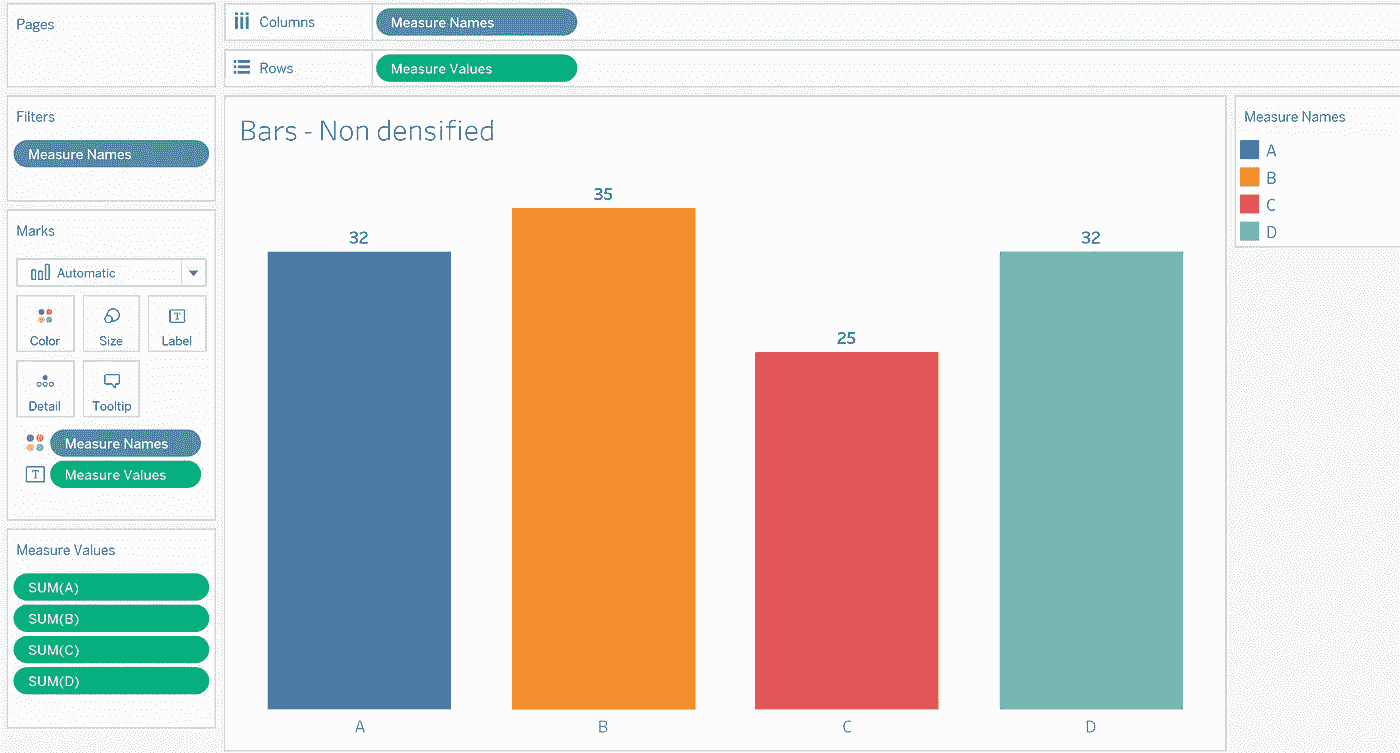 Pages
Columns
Measure Names
Rows
Measure Values
Filters
Measure Names
Marks
Automatic
Color
Size
Label
Detail
Tooltip
Measure Names
T
Measure Values
Measure Values
SUM(A)
SUM(B)
SUM(C)
SUM(D)
Bars - Non densified
32
35
25
32
A
B
C
D
Measure Names
A
B
C
D